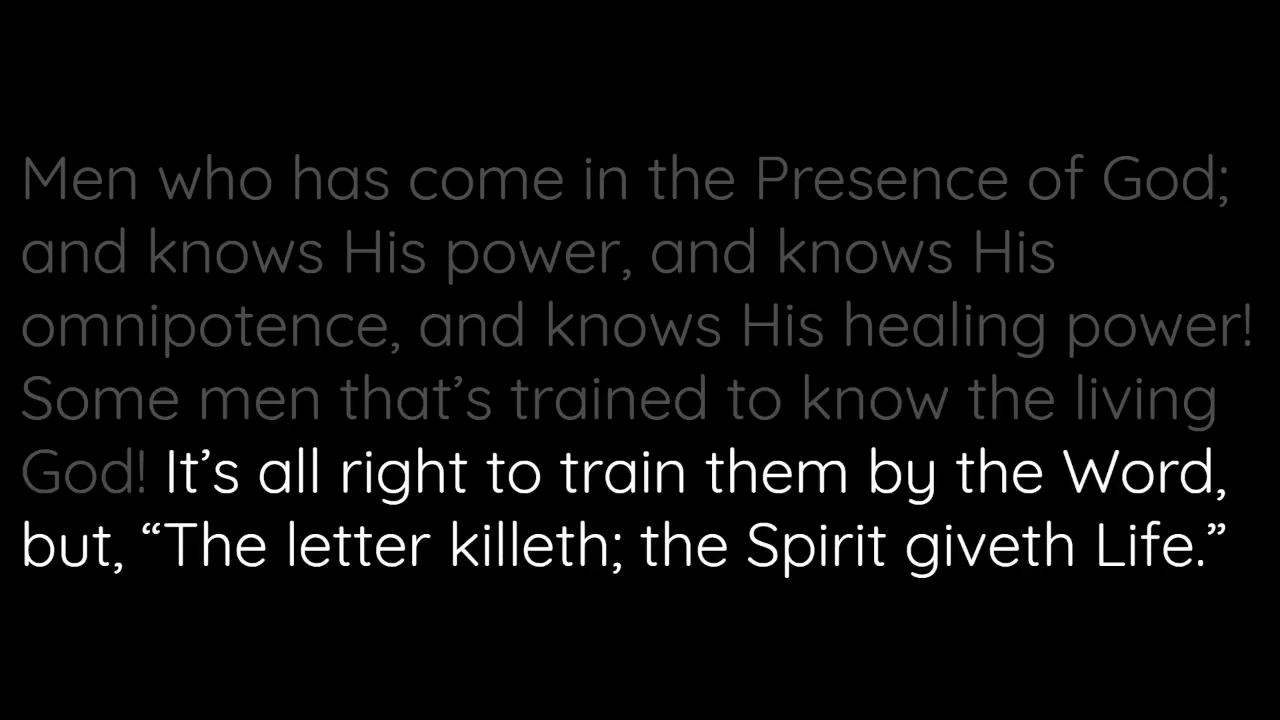 Men who has come in the Presence of God;
and knows His power, and knows His
omnipotence, and knows His healing power!
Some men that’s trained to know the living
God! It’s all right to train them by the Word,
but, “The letter killeth; the Spirit giveth Life.”